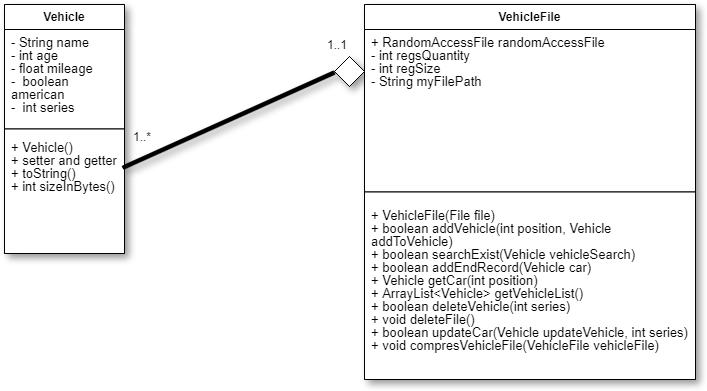 Vehicle
- String name
- int age
- float mileage
-  boolean
american
-  int series
+ Vehicle()
+ setter and getter
+ toString()
+ int sizeInBytes()
1..*
1..1
VehicleFile
+ RandomAccessFile randomAccessFile
- int regsQuantity
- int regSize
- String myFilePath
+ VehicleFile(File file)
+ boolean addVehicle(int position, Vehicle
addToVehicle)
+ boolean searchExist(Vehicle vehicleSearch)
+ boolean addEndRecord(Vehicle car)
+ Vehicle getCar(int position)
+ ArrayList<Vehicle> getVehicleList()
+ boolean deleteVehicle(int series)
+ void deleteFile()
+ boolean updateCar(Vehicle updateVehicle, int series)
+ void compresVehicleFile(VehicleFile vehicleFile)